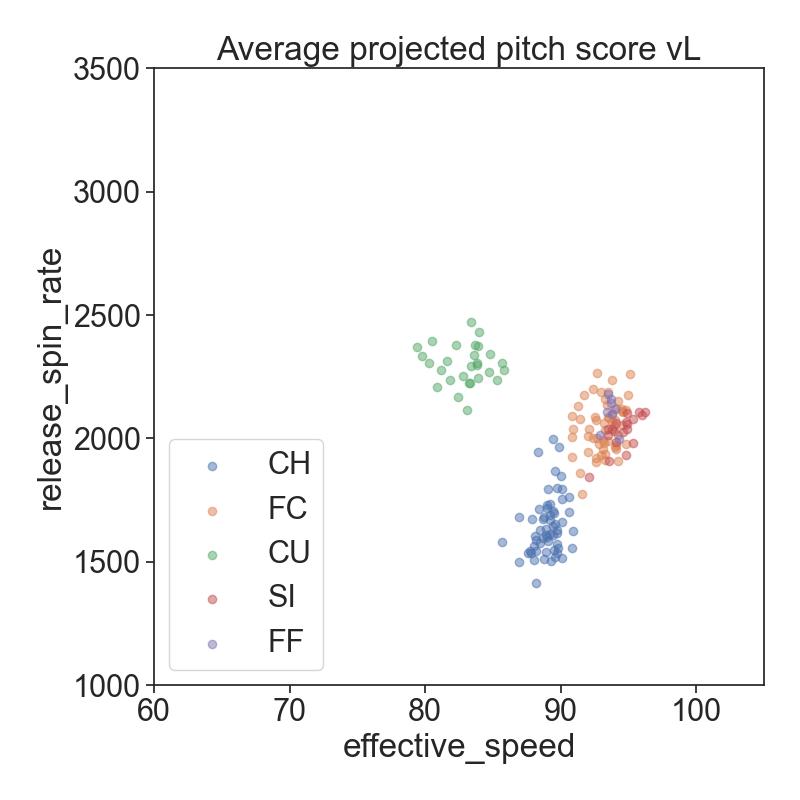 Average projected pitch score vL
3500
3000
2500
2000
1500
1000
release_spin_rate
CH
FC
CU
SI
FF
60
70
80
90
100
effective_speed